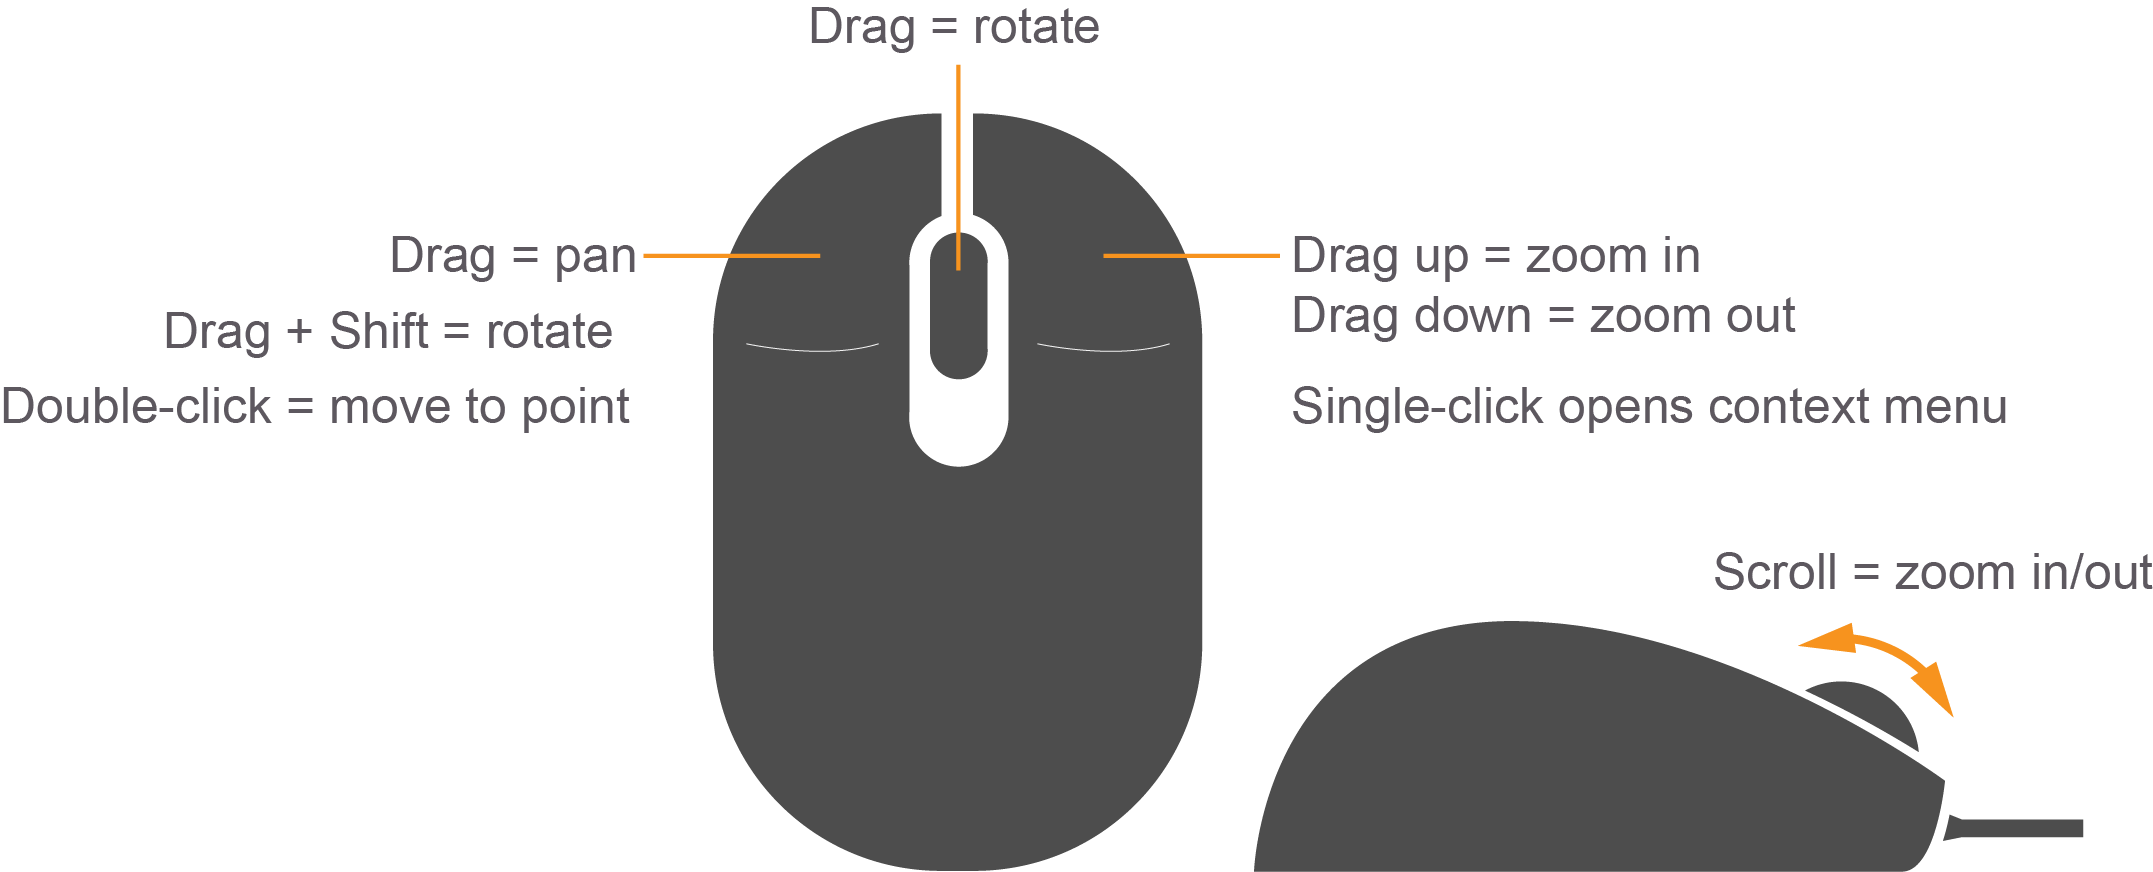 Drag = rotate
Drag = pan
Drag + Shift = rotate
Double-click = move to point
Drag up = zoom in
Drag down = zoom out
Single-click opens context menu
Scroll = zoom in/out